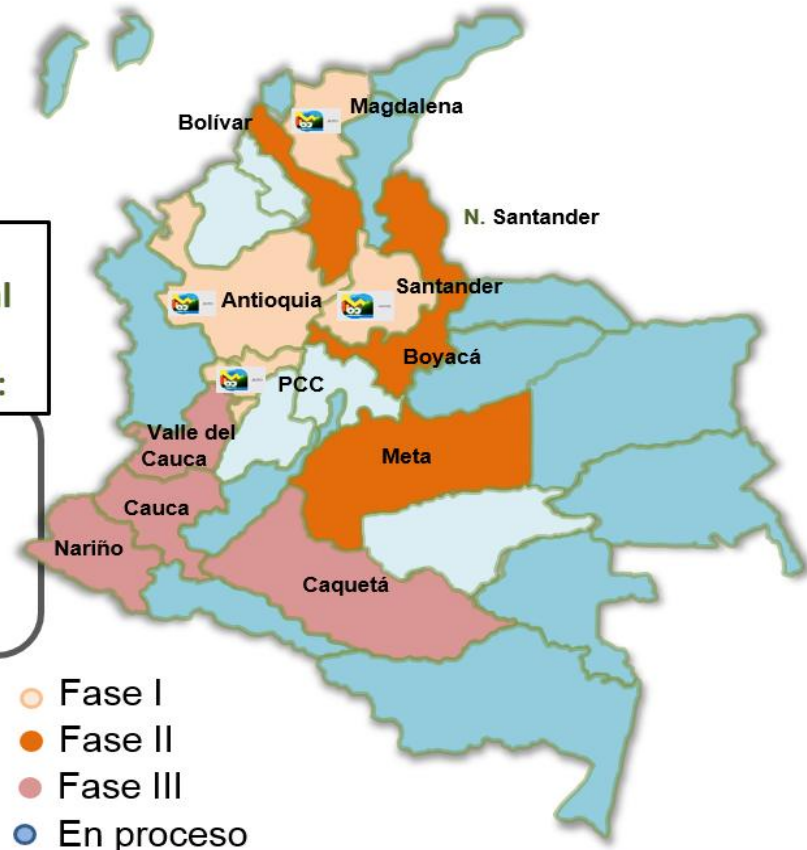 Magdalena
Bolívar
N. Santander
Santander
Antioquia
Boyacá
PCC
Valle del
Cauca
Meta
Cauca
Nariño
Caquetá
Fase I
Fase II
Fase III
En proceso